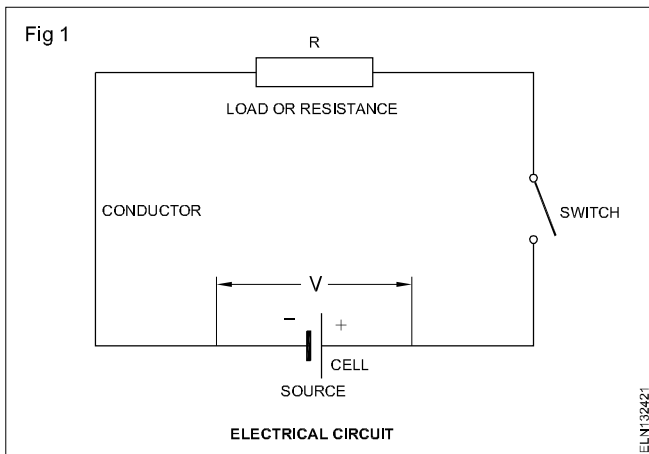 Fig 1
R
LOAD OR RESISTANCE
CONDUCTOR
SWITCH
V
– +
CELL
SOURCE
ELECTRICAL CIRCUIT
ELN132421